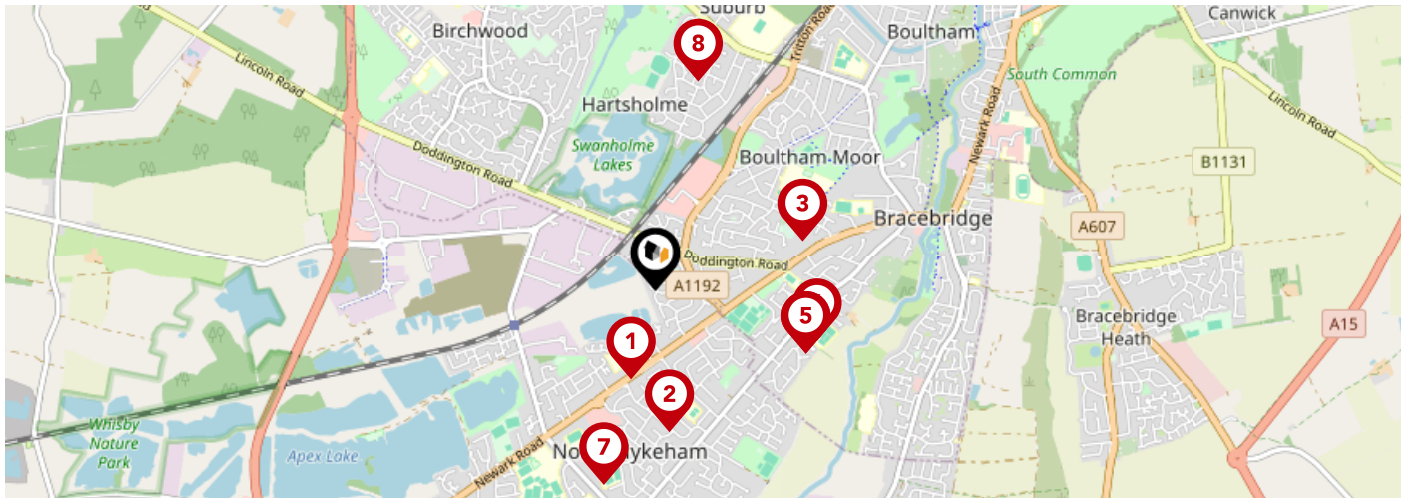 Suburb
Birchwood
Boultham
Canwick
8
Tritton Road
Lincoln Road
South Common
Hartsholme
Lincoln Road
Newark Road
Swanholme
Lakes
Doddington Road
Boultham Moor
B1131
3
Bracebridge
A607
Doddington Road
A1192
5
Bracebridge
Heath
A15
1
2
Whisby
Nature
Park
Apex Lake
Newark Road
7